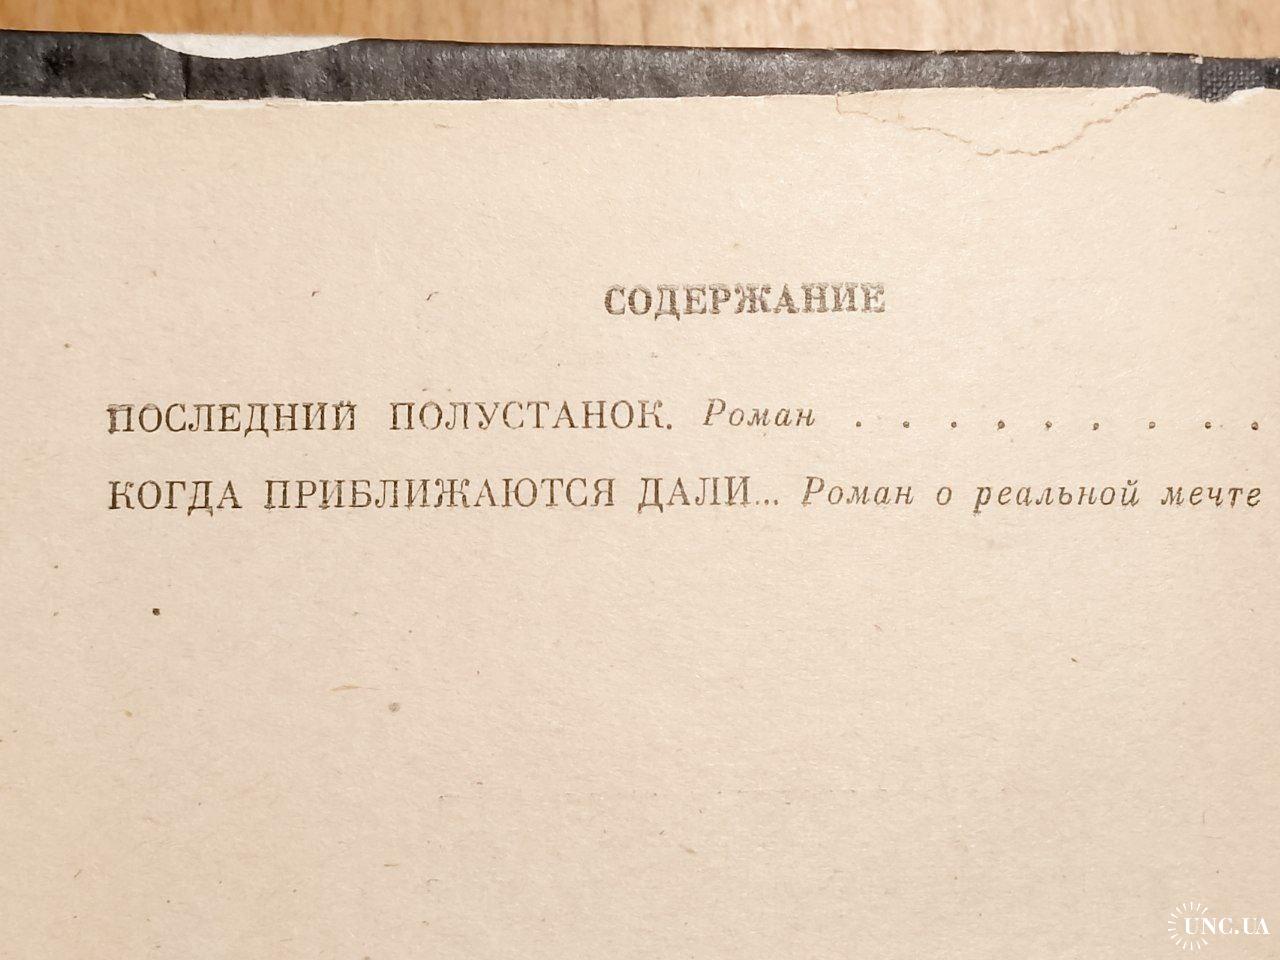 СОДЕРЖАНИЕ
ПОСЛЕДНИЙ ПОЛУСТАНОК. Роман . . . . . . . . .
КОГДА ПРИБЛИЖАЮТСЯ ДАЛИ... Роман о реальной мечте
UNC.UA